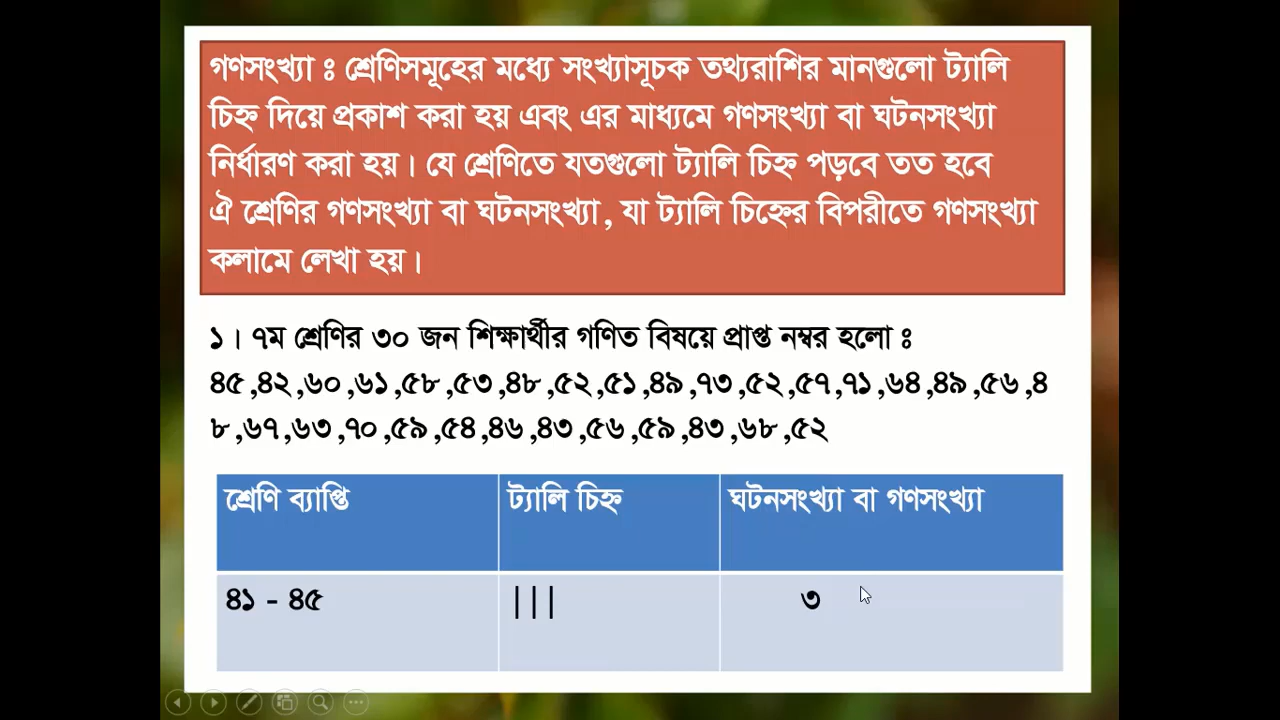 গণসংখ্যা ঃ শ্রেণিসমূহের মধ্যে সংখ্যাসূচক তথ্যরাশির মানগুলো ট্যালি
চিহ্ন দিয়ে প্রকাশ করা হয় এবং এর মাধ্যমে গণসংখ্যা বা ঘটনসংখ্যা
নির্ধারণ করা হয়। যে শ্রেণিতে যতগুলো ট্যালি চিহ্ন পড়বে তত হবে
ঐ শ্রেণির গণসংখ্যা বা ঘটনসংখ্যা, যা ট্যালি চিহ্নের বিপরীতে গণসংখ্যা
কলামে লেখা হয়।
১। ৭ম শ্রেণির ৩০ জন শিক্ষার্থীর গণিত বিষয়ে প্রাপ্ত নম্বর হলো ঃ
৪৫,৪২,৬০,৬১,৫৮,৫৩,৪৮,৫২,৫১,৪৯,৭৩,৫২,৫৭,৭১,৬৪,৪৯,৫৬,৪
৮,৬৭,৬৩,৭০,৫৯,৫৪,৪৬,৪৩,৫৬,৫৯,৪৩,৬৮,৫২
শ্রেণি ব্যাপ্তি ট্যালি চিহ্ন ঘটনসংখ্যা বা গণসংখ্যা
৪১ - ৪৫ ||| ৩